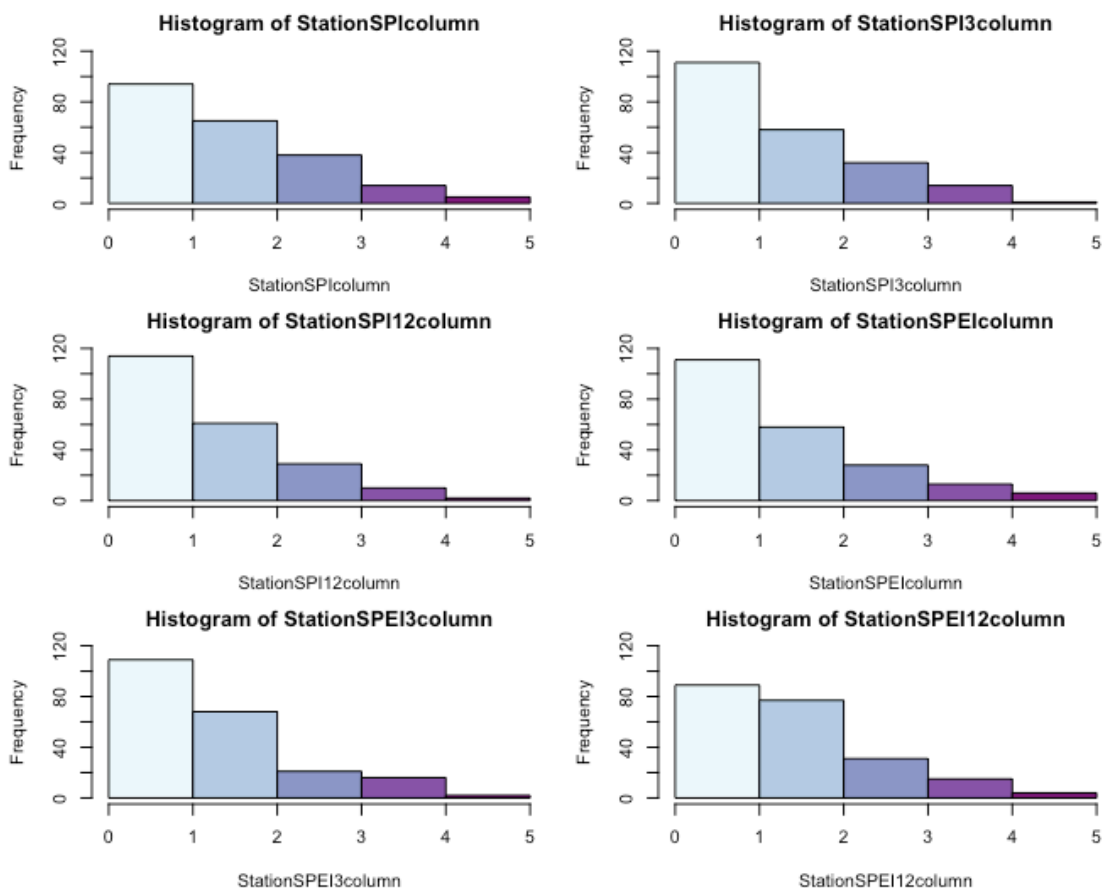 Histogram of StationSPIcolumn
Frequency
120
80
40
0
0 1 2 3 4 5
StationSPIcolumn
Histogram of StationSPI3column
Frequency
120
80
40
0
0 1 2 3 4 5
StationSPI3column
Histogram of StationSPI12column
Frequency
120
80
40
0
0 1 2 3 4 5
StationSPI12column
Histogram of StationSPEIcolumn
Frequency
120
80
40
0
0 1 2 3 4 5
StationSPEIcolumn
Histogram of StationSPEI3column
Frequency
120
80
40
0
0 1 2 3 4 5
StationSPEI3column
Histogram of StationSPEI12column
Frequency
120
80
40
0
0 1 2 3 4 5
StationSPEI12column